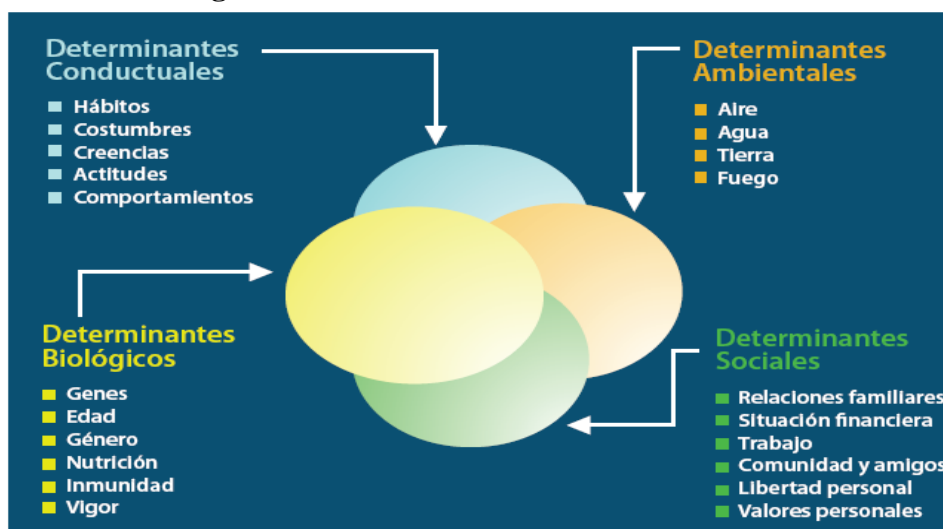 Determinantes
Conductuales
Hábitos
Costumbres
Creencias
Actitudes
Comportamientos
Determinantes
Ambientales
Aire
Agua
Tierra
Fuego
Determinantes
Biológicos
Genes
Edad
Género
Nutrición
Inmunidad
Vigor
Determinantes
Sociales
Relaciones familiares
Situación financiera
Trabajo
Comunidad y amigos
Libertad personal
Valores personales